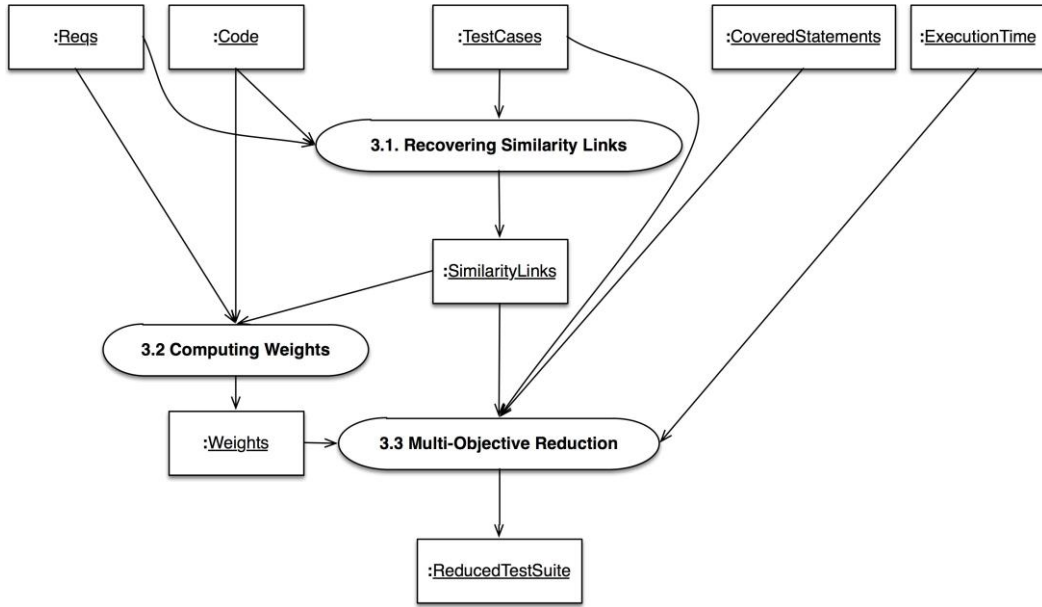 :Reqs
:Code
:TestCases
:CoveredStatements
:ExecutionTime
3.1. Recovering Similarity Links
:SimilarityLinks
3.2 Computing Weights
:Weights
3.3 Multi-Objective Reduction
:ReducedTestSuite